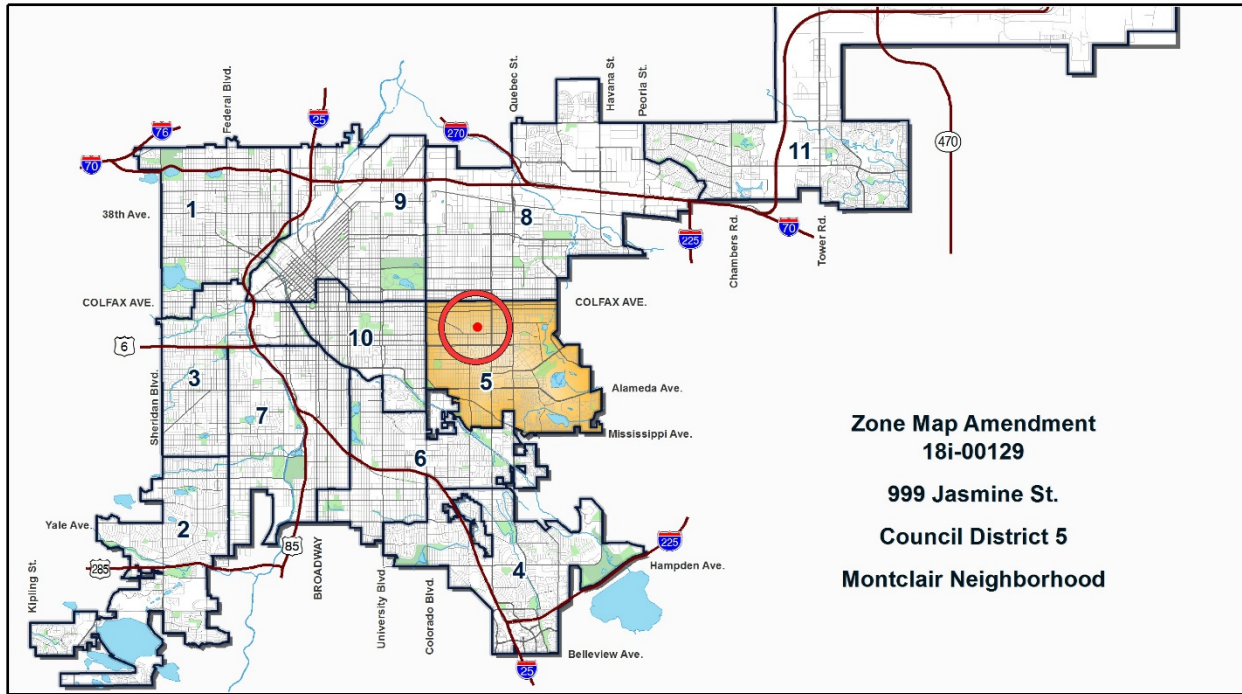 Federal Blvd.
Quebec St.
Havana St.
Peoria St.
76
25
270
70
470
11
1
9
8
38th Ave.
225
70
Chambers Rd.
Tower Rd.
COLFAX AVE.
COLFAX AVE.
10
6
3
5
Sheridan Blvd.
7
Alameda Ave.
Mississippi Ave.
6
Zone Map Amendment
18i-00129
999 Jasmine St.
Council District 5
Montclair Neighborhood
Yale Ave.
2
85
285
BROADWAY
University Blvd.
Colorado Blvd.
4
225
Hampden Ave.
Kipling St.
Belleview Ave.
25